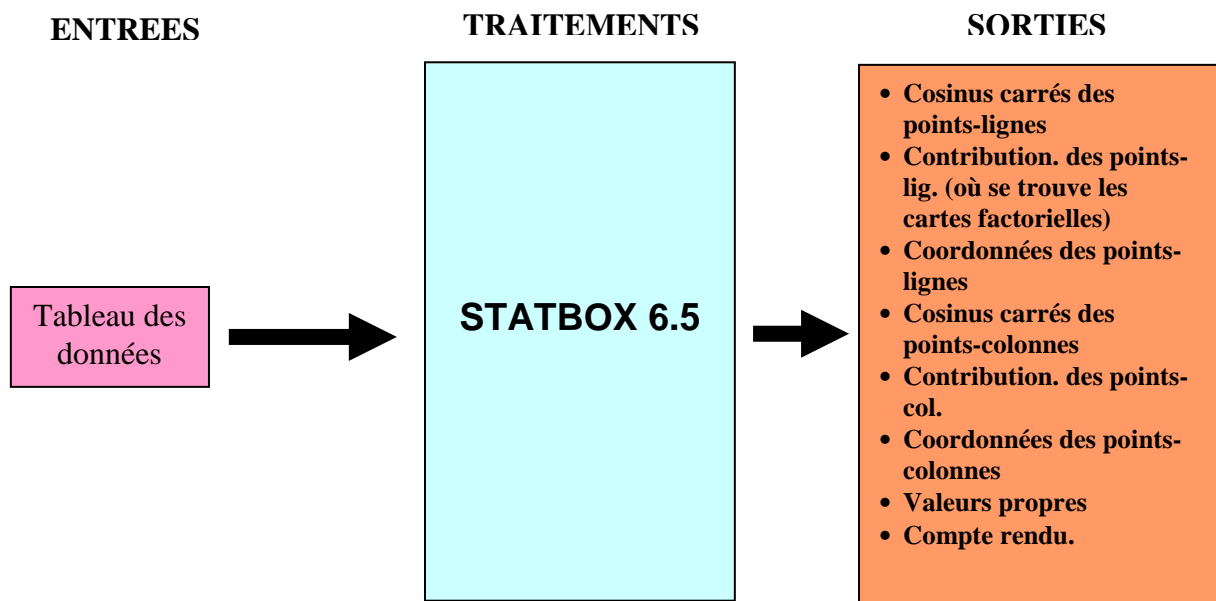 ENTREES
TRAITEMENTS
SORTIES
Tableau des
données
STATBOX 6.5
• Cosinus carrés des
points-lignes
• Contribution. des points-
lig. (où se trouve les
cartes factorielles)
• Coordonnées des points-
lignes
• Cosinus carrés des
points-colonnes
• Contribution. des points-
col.
• Coordonnées des points-
colonnes
• Valeurs propres
• Compte rendu.